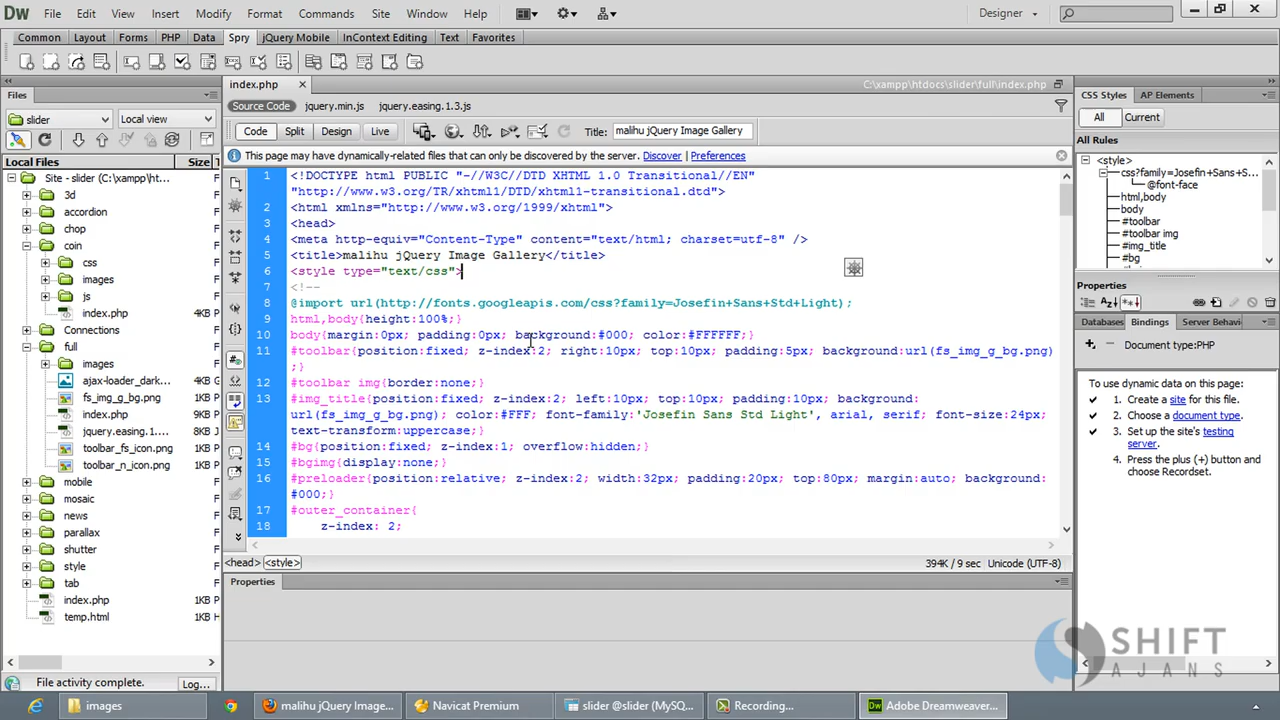 Dw File Edit View Insert Modify Format Commands Site Window Help Designer
Common Layout Forms PHP Data Spry jQuery Mobile InContext Editing Text Favorites
Files
slider Local view
Local Files Size
Site - slider (C:\xampp\ht...
3d F
accordion F
chop F
coin F
css F
images F
js F
index.php 1KB F
Connections F
full F
images F
ajax-loader_dark... 4KB G
fs_img_g_bg.png 1KB F
index.php 9KB F
jquery.easing.1.... 8KB J
toolbar_fs_icon.png 1KB F
toolbar_n_icon.png 1KB F
mobile F
mosaic F
news F
parallax F
shutter F
style F
tab F
index.php 1KB F
temp.html 1KB F
File activity complete. Log...
index.php C:\xampp\htdocs\slider\full\index.php
Source Code jquery.min.js jquery.easing.1.3.js
Code Split Design Live Title: malihu jQuery Image Gallery
This page may have dynamically-related files that can only be discovered by the server. Discover | Preferences
1 <!DOCTYPE html PUBLIC "-//W3C//DTD XHTML 1.0 Transitional//EN"
"http://www.w3.org/TR/xhtml1/DTD/xhtml1-transitional.dtd">
2 <html xmlns="http://www.w3.org/1999/xhtml">
3 <head>
4 <meta http-equiv="Content-Type" content="text/html; charset=utf-8" />
5 <title>malihu jQuery Image Gallery</title>
6 <style type="text/css">
7 <!--
8 @import url(http://fonts.googleapis.com/css?family=Josefin+Sans+Std+Light);
9 html,body{height:100%;}
10 body{margin:0px; padding:0px; background:#000; color:#FFFFFF;}
11 #toolbar{position:fixed; z-index:2; right:10px; top:10px; padding:5px; background:url(fs_img_g_bg.png)
;}
12 #toolbar img{border:none;}
13 #img_title{position:fixed; z-index:2; left:10px; top:10px; padding:10px; background:
url(fs_img_g_bg.png); color:#FFF; font-family:'Josefin Sans Std Light', arial, serif; font-size:24px;
text-transform:uppercase;}
14 #bg{position:fixed; z-index:1; overflow:hidden;}
15 #bgimg{display:none;}
16 #preloader{position:relative; z-index:2; width:32px; padding:20px; top:80px; margin:auto; background:
#000;}
17 #outer_container{
18 z-index: 2;
<head> <style> 394K / 9 sec Unicode (UTF-8)
Properties
CSS Styles AP Elements
All Current
All Rules
<style>
css?family=Josefin+Sans+S...
@font-face
html,body
body
#toolbar
#toolbar img
#img_title
#bg
Properties
Databases Bindings Server Behavi
Document type:PHP
To use dynamic data on this page:
1. Create a site for this file.
2. Choose a document type.
3. Set up the site's testing
server.
4. Press the plus (+) button and
choose Recordset.
SHIFT
AJANS
images malihu jQuery Image... Navicat Premium slider @slider (MySQ... Recording... Adobe Dreamweaver...